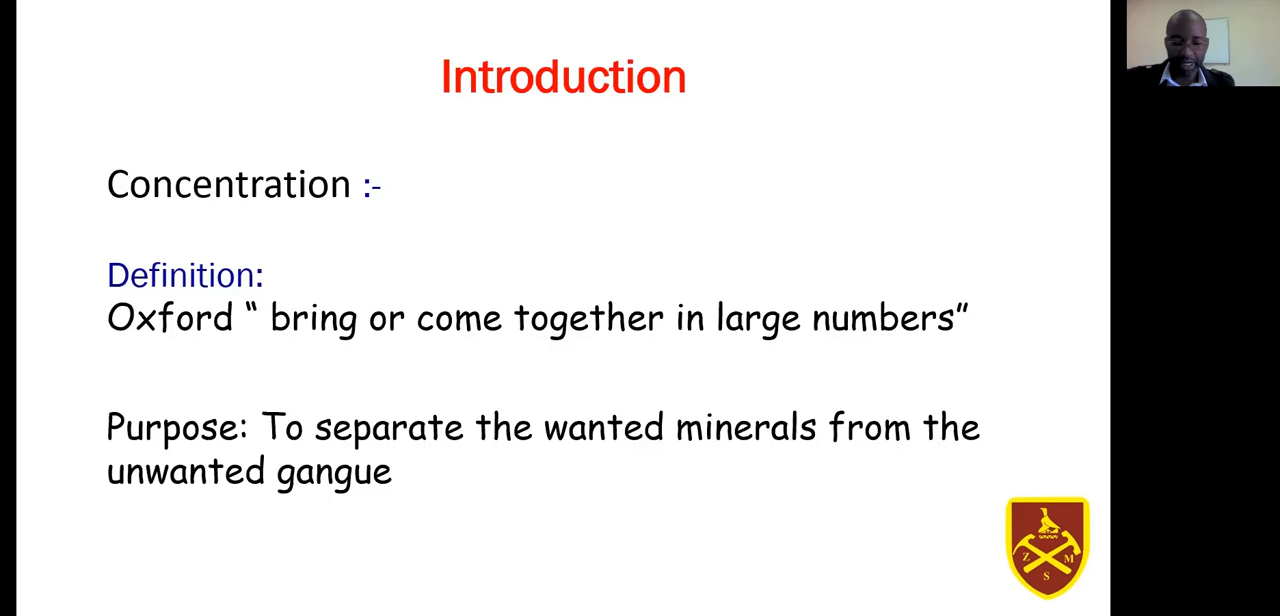 Introduction
Concentration :-
Definition:
Oxford “ bring or come together in large numbers”
Purpose: To separate the wanted minerals from the
unwanted gangue
Z M
S